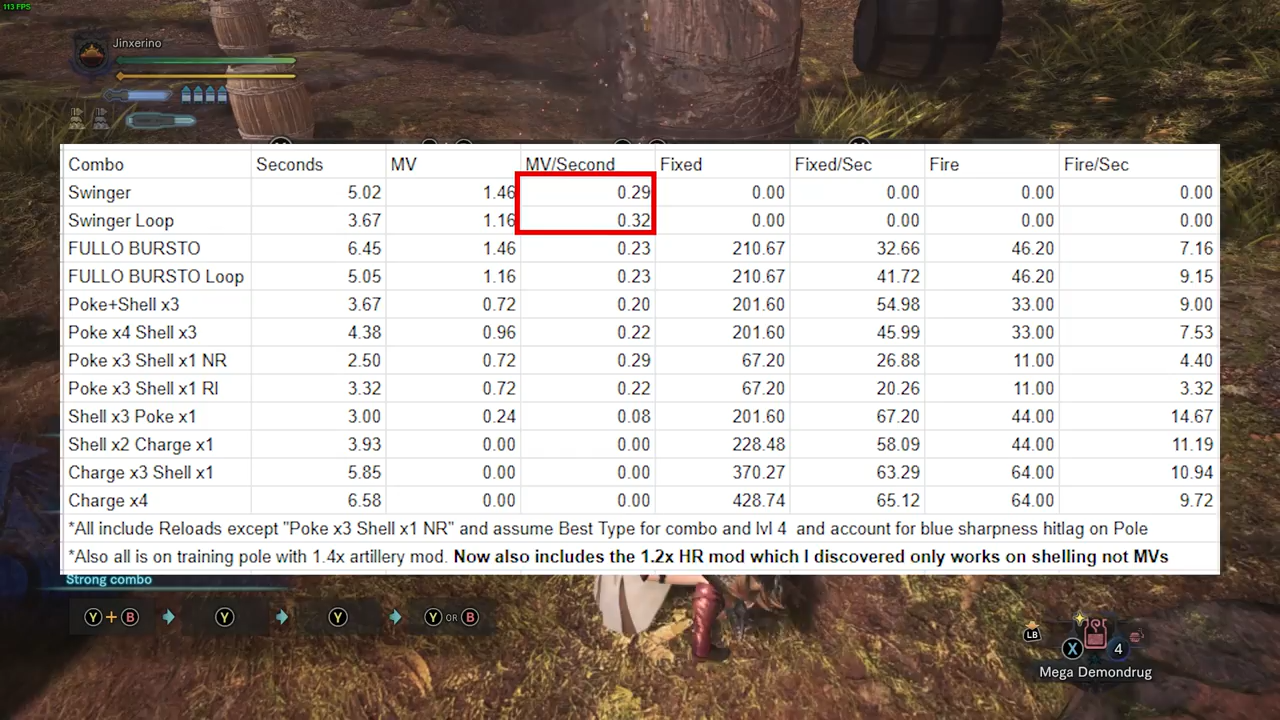 113 FPS
Jinxerino
Combo Seconds MV MV/Second Fixed Fixed/Sec Fire Fire/Sec
Swinger 5.02 1.46 0.29 0.00 0.00 0.00 0.00
Swinger Loop 3.67 1.16 0.32 0.00 0.00 0.00 0.00
FULLO BURSTO 6.45 1.46 0.23 210.67 32.66 46.20 7.16
FULLO BURSTO Loop 5.05 1.16 0.23 210.67 41.72 46.20 9.15
Poke+Shell x3 3.67 0.72 0.20 201.60 54.98 33.00 9.00
Poke x4 Shell x3 4.38 0.96 0.22 201.60 45.99 33.00 7.53
Poke x3 Shell x1 NR 2.50 0.72 0.29 67.20 26.88 11.00 4.40
Poke x3 Shell x1 Rl 3.32 0.72 0.22 67.20 20.26 11.00 3.32
Shell x3 Poke x1 3.00 0.24 0.08 201.60 67.20 44.00 14.67
Shell x2 Charge x1 3.93 0.00 0.00 228.48 58.09 44.00 11.19
Charge x3 Shell x1 5.85 0.00 0.00 370.27 63.29 64.00 10.94
Charge x4 6.58 0.00 0.00 428.74 65.12 64.00 9.72
*All include Reloads except "Poke x3 Shell x1 NR" and assume Best Type for combo and lvl 4 and account for blue sharpness hitlag on Pole
*Also all is on training pole with 1.4x artillery mod. Now also includes the 1.2x HR mod which I discovered only works on shelling not MVs
Strong combo
Y + B Y Y Y OR B
LB
X 4
Mega Demondrug